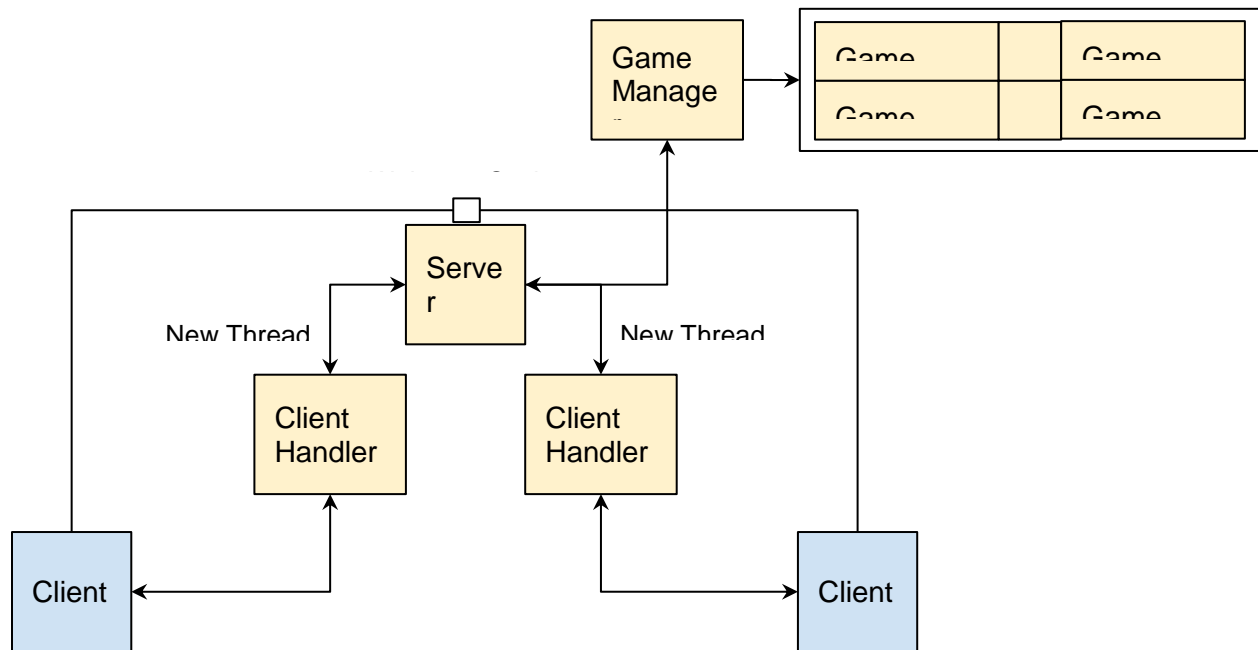 Game
Manage
r
Game
Game
Game
Game
Serve
r
New Thread
New Thread
Client
Handler
Client
Handler
Client
Client